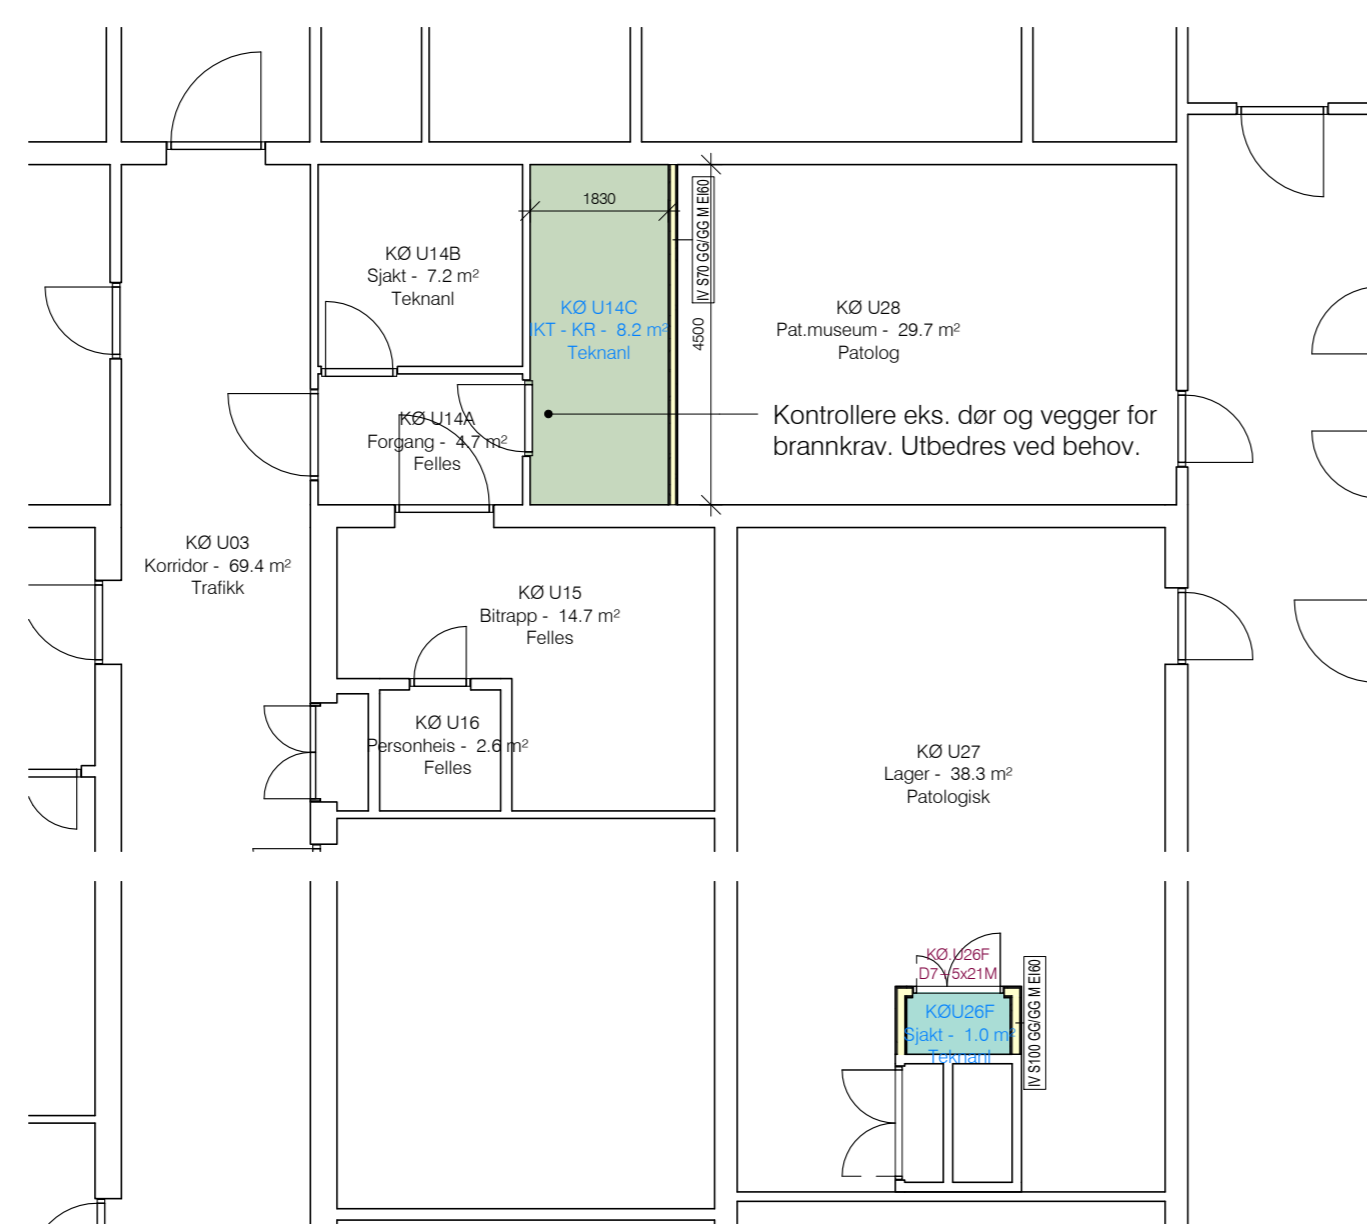 1830
IV S70 GG/GG M EI60
4500
KØ U14B
Sjakt - 7.2 m²
Teknanl
KØ U14C
IKT - KR - 8.2 m²
Teknanl
KØ U28
Pat.museum - 29.7 m²
Patolog
KØ U14A
Forgang - 4.7 m²
Felles
Kontrollere eks. dør og vegger for
brannkrav. Utbedres ved behov.
KØ U03
Korridor - 69.4 m²
Trafikk
KØ U15
Bitrapp - 14.7 m²
Felles
KØ U16
Personheis - 2.6 m²
Felles
KØ U27
Lager - 38.3 m²
Patologisk
KØ.U26F
D7+5x21M
KØU26F
Sjakt - 1.0 m²
Teknanl
IV S100 GG/GG M EI60